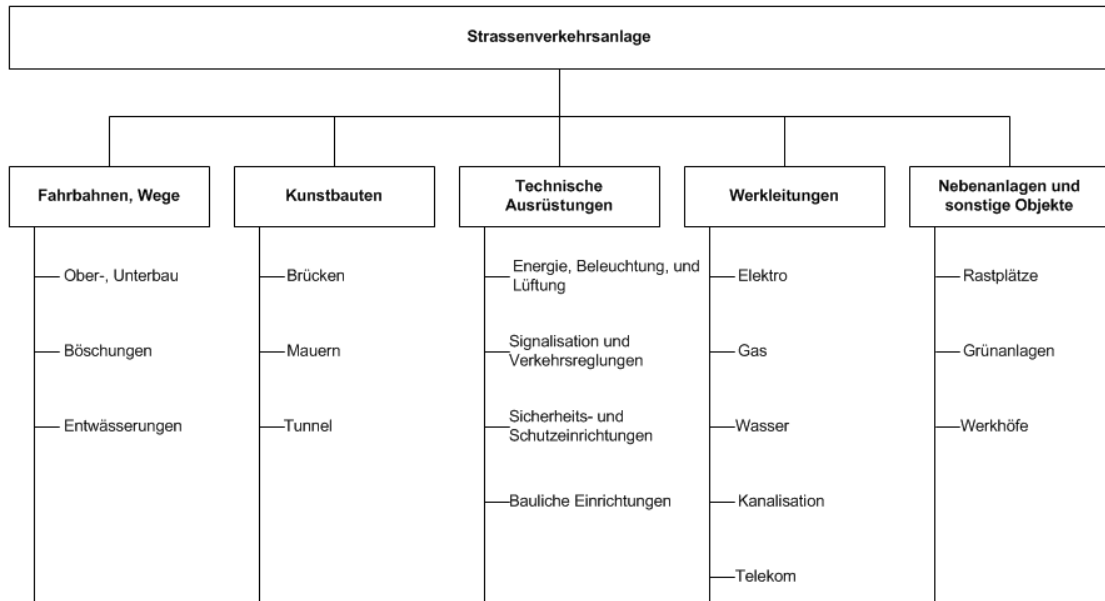 Strassenverkehrsanlage
Fahrbahnen, Wege
Ober-, Unterbau
Böschungen
Entwässerungen
Kunstbauten
Brücken
Mauern
Tunnel
Technische
Ausrüstungen
Energie, Beleuchtung, und
Lüftung
Signalisation und
Verkehrsreglungen
Sicherheits- und
Schutzeinrichtungen
Bauliche Einrichtungen
Werkleitungen
Elektro
Gas
Wasser
Kanalisation
Telekom
Nebenanlagen und
sonstige Objekte
Rastplätze
Grünanlagen
Werkhöfe